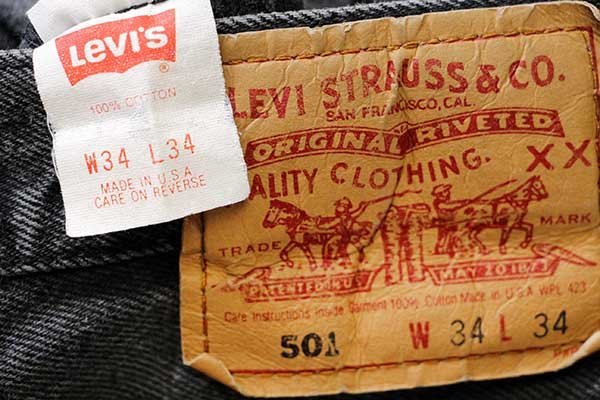 LEVI'S ®
100% COTTON
W34 L34
MADE IN U.S.A
CARE ON REVERSE
LEVI STRAUSS & CO.
SAN FRANCISCO, CAL.
ORIGINAL RIVETED
ALITY CLOTHING. XX
TRADE MARK
PATENTED IN U.S. MAY 20 1873
Care Instructions Inside Garment 100% Cotton Made in U S A WPL 423
501 W 34 L 34